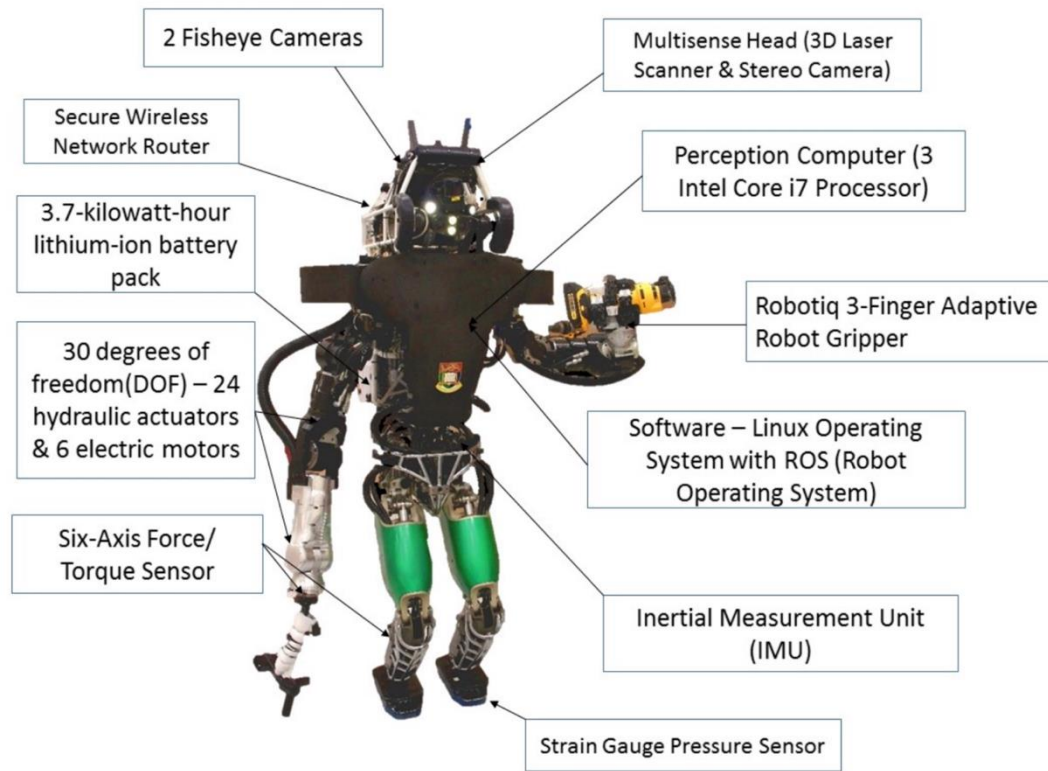 2 Fisheye Cameras
Multisense Head (3D Laser
Scanner & Stereo Camera)
Secure Wireless
Network Router
Perception Computer (3
Intel Core i7 Processor)
3.7-kilowatt-hour
lithium-ion battery
pack
Robotiq 3-Finger Adaptive
Robot Gripper
30 degrees of
freedom(DOF) – 24
hydraulic actuators
& 6 electric motors
Software – Linux Operating
System with ROS (Robot
Operating System)
Six-Axis Force/
Torque Sensor
Inertial Measurement Unit
(IMU)
Strain Gauge Pressure Sensor